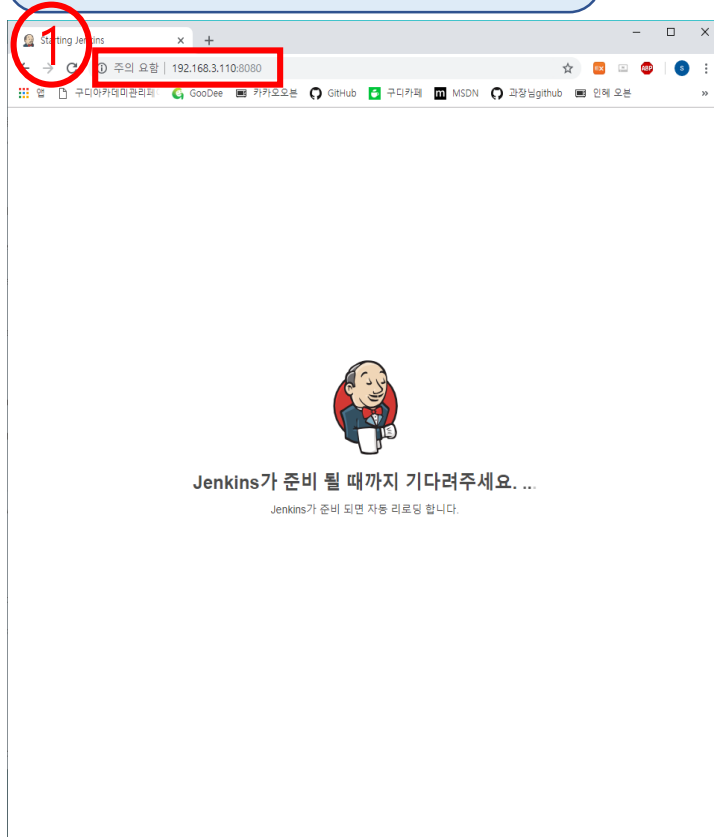 1
Starting Jenkins
주의 요함 | 192.168.3.110:8080
앱 구디아카데미관리페 GooDee 카카오오븐 GitHub 구디카페 MSDN 과장님github 인혜 오븐 »
Jenkins가 준비 될 때까지 기다려주세요. ...
Jenkins가 준비 되면 자동 리로딩 합니다.